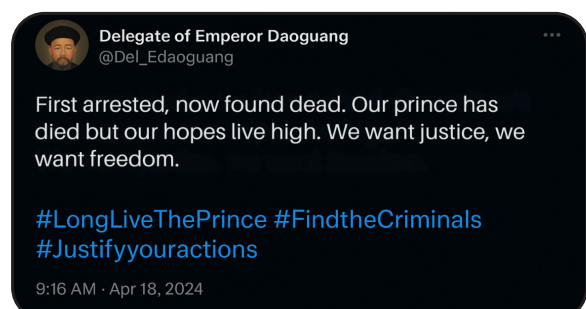 Delegate of Emperor Daoguang
@Del_Edaoguang
First arrested, now found dead. Our prince has
died but our hopes live high. We want justice, we
want freedom.
#LongLiveThePrince #FindtheCriminals
#Justifyyouractions
9:16 AM · Apr 18, 2024